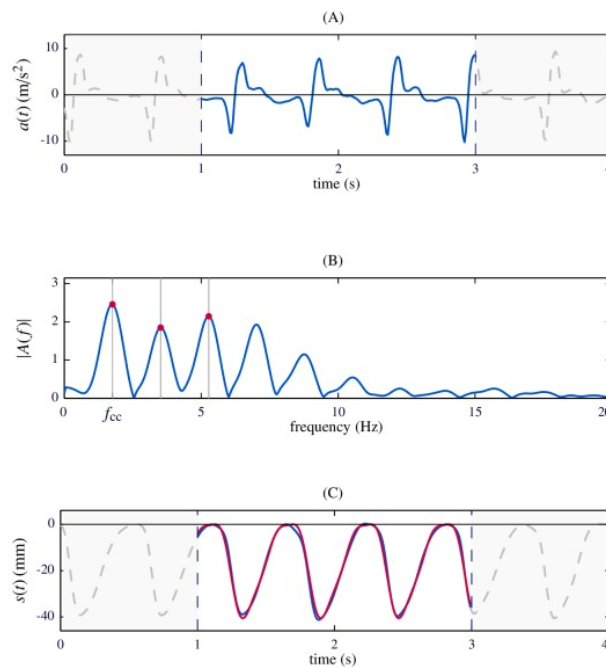 (A)
10
0
-10
a(t) (m/s²)
1 2 3
time (s)
(B)
3
2
1
0
|A(f)|
0 f_cc 5 10 15 20
frequency (Hz)
(C)
0
-20
-40
s(t) (mm)
0 1 2 3 4
time (s)